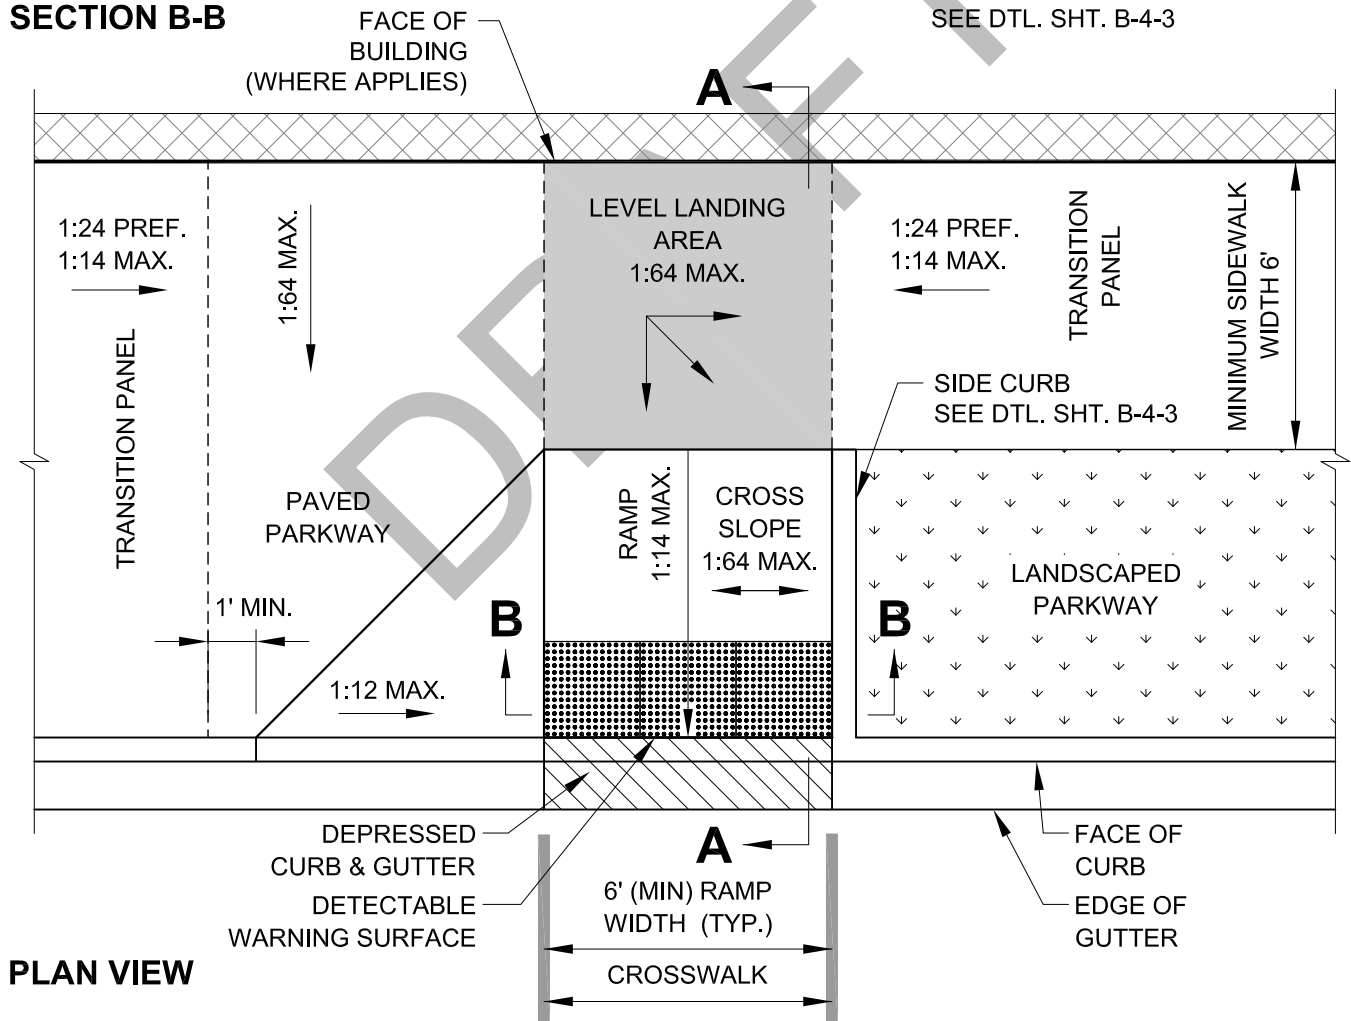 SECTION B-B
FACE OF
BUILDING
(WHERE APPLIES)
SEE DTL. SHT. B-4-3
A
1:24 PREF.
1:14 MAX.
TRANSITION PANEL
1:64 MAX.
LEVEL LANDING
AREA
1:64 MAX.
1:24 PREF.
1:14 MAX.
TRANSITION
PANEL
MINIMUM SIDEWALK
WIDTH 6'
SIDE CURB
SEE DTL. SHT. B-4-3
PAVED
PARKWAY
RAMP
1:14 MAX.
CROSS
SLOPE
1:64 MAX.
LANDSCAPED
PARKWAY
1' MIN.
B
B
1:12 MAX.
DEPRESSED
CURB & GUTTER
DETECTABLE
WARNING SURFACE
A
6' (MIN) RAMP
WIDTH (TYP.)
CROSSWALK
FACE OF
CURB
EDGE OF
GUTTER
PLAN VIEW
DRAFT